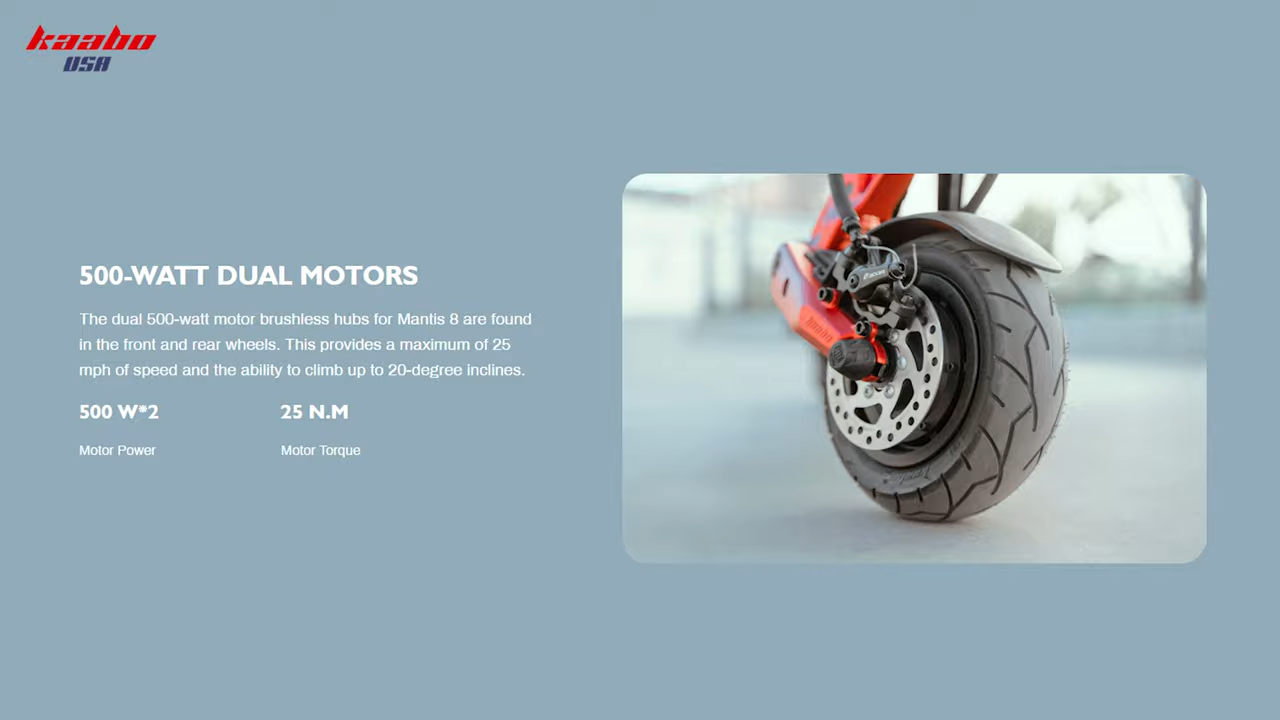 kaabo
USA
500-WATT DUAL MOTORS
The dual 500-watt motor brushless hubs for Mantis 8 are found
in the front and rear wheels. This provides a maximum of 25
mph of speed and the ability to climb up to 20-degree inclines.
500 W*2
25 N.M
Motor Power
Motor Torque
kaabo